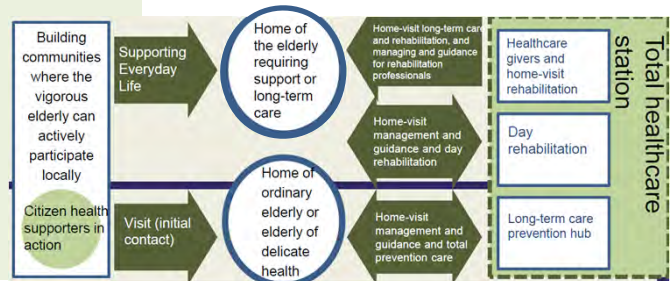 Building
communities
where the
vigorous
elderly can
actively
participate
locally
Citizen health
supporters in
action
Supporting
Everyday
Life
Visit (initial
contact)
Home of
the elderly
requiring
support or
long-term
care
Home of
ordinary
elderly or
elderly of
delicate
health
Home-visit long-term care
and rehabilitation, and
managing and guidance
for rehabilitation
professionals
Home-visit
management and
guidance and day
rehabilitation
Home-visit
management and
guidance and total
prevention care
Healthcare
givers and
home-visit
rehabilitation
Day
rehabilitation
Long-term care
prevention hub
Total healthcare
station